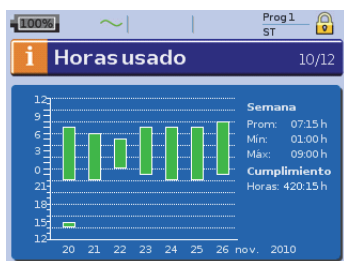 100%
Prog 1
ST
i Horas usado 10/12
12
9
6
3
0
21
18
15
12
20 21 22 23 24 25 26 nov. 2010
Semana
Prom: 07:15 h
Mín: 01:00 h
Máx: 09:00 h
Cumplimiento
Horas: 420:15 h